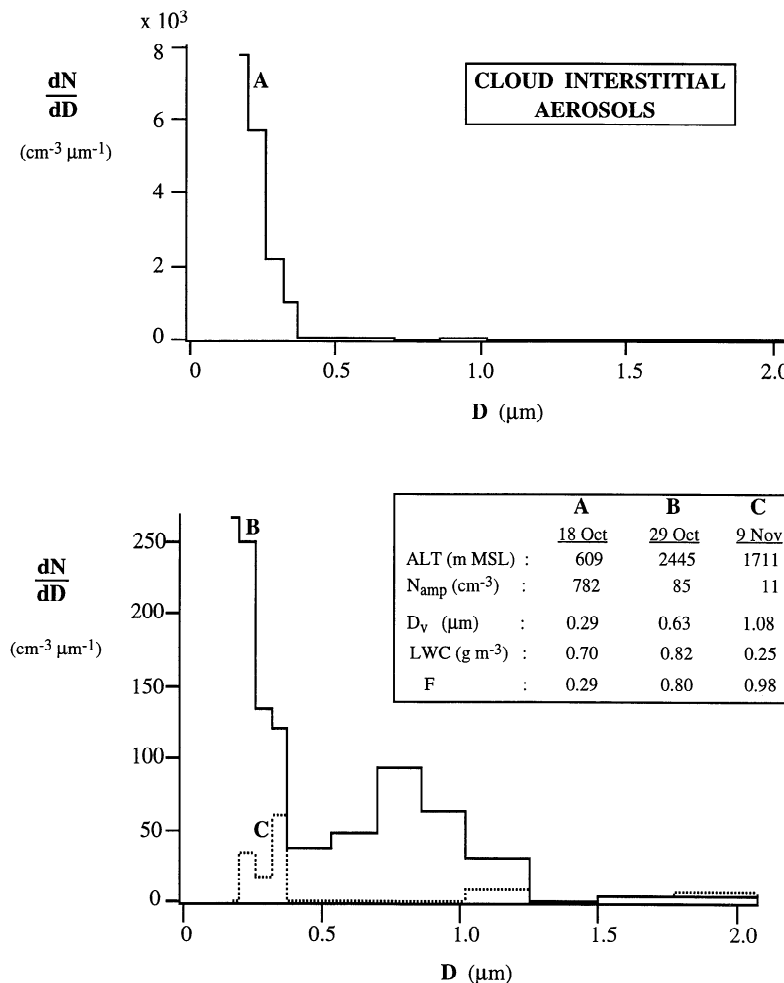 x 10³
8
6
4
2
0
dN
dD
(cm⁻³ μm⁻¹)
A
CLOUD INTERSTITIAL
AEROSOLS
0 0.5 1.0 1.5 2.0
D (μm)
250
200
150
100
50
0
dN
dD
(cm⁻³ μm⁻¹)
B
C
A B C
18 Oct 29 Oct 9 Nov
ALT (m MSL) : 609 2445 1711
Namp (cm⁻³) : 782 85 11
Dv (μm) : 0.29 0.63 1.08
LWC (g m⁻³) : 0.70 0.82 0.25
F : 0.29 0.80 0.98
0 0.5 1.0 1.5 2.0
D (μm)